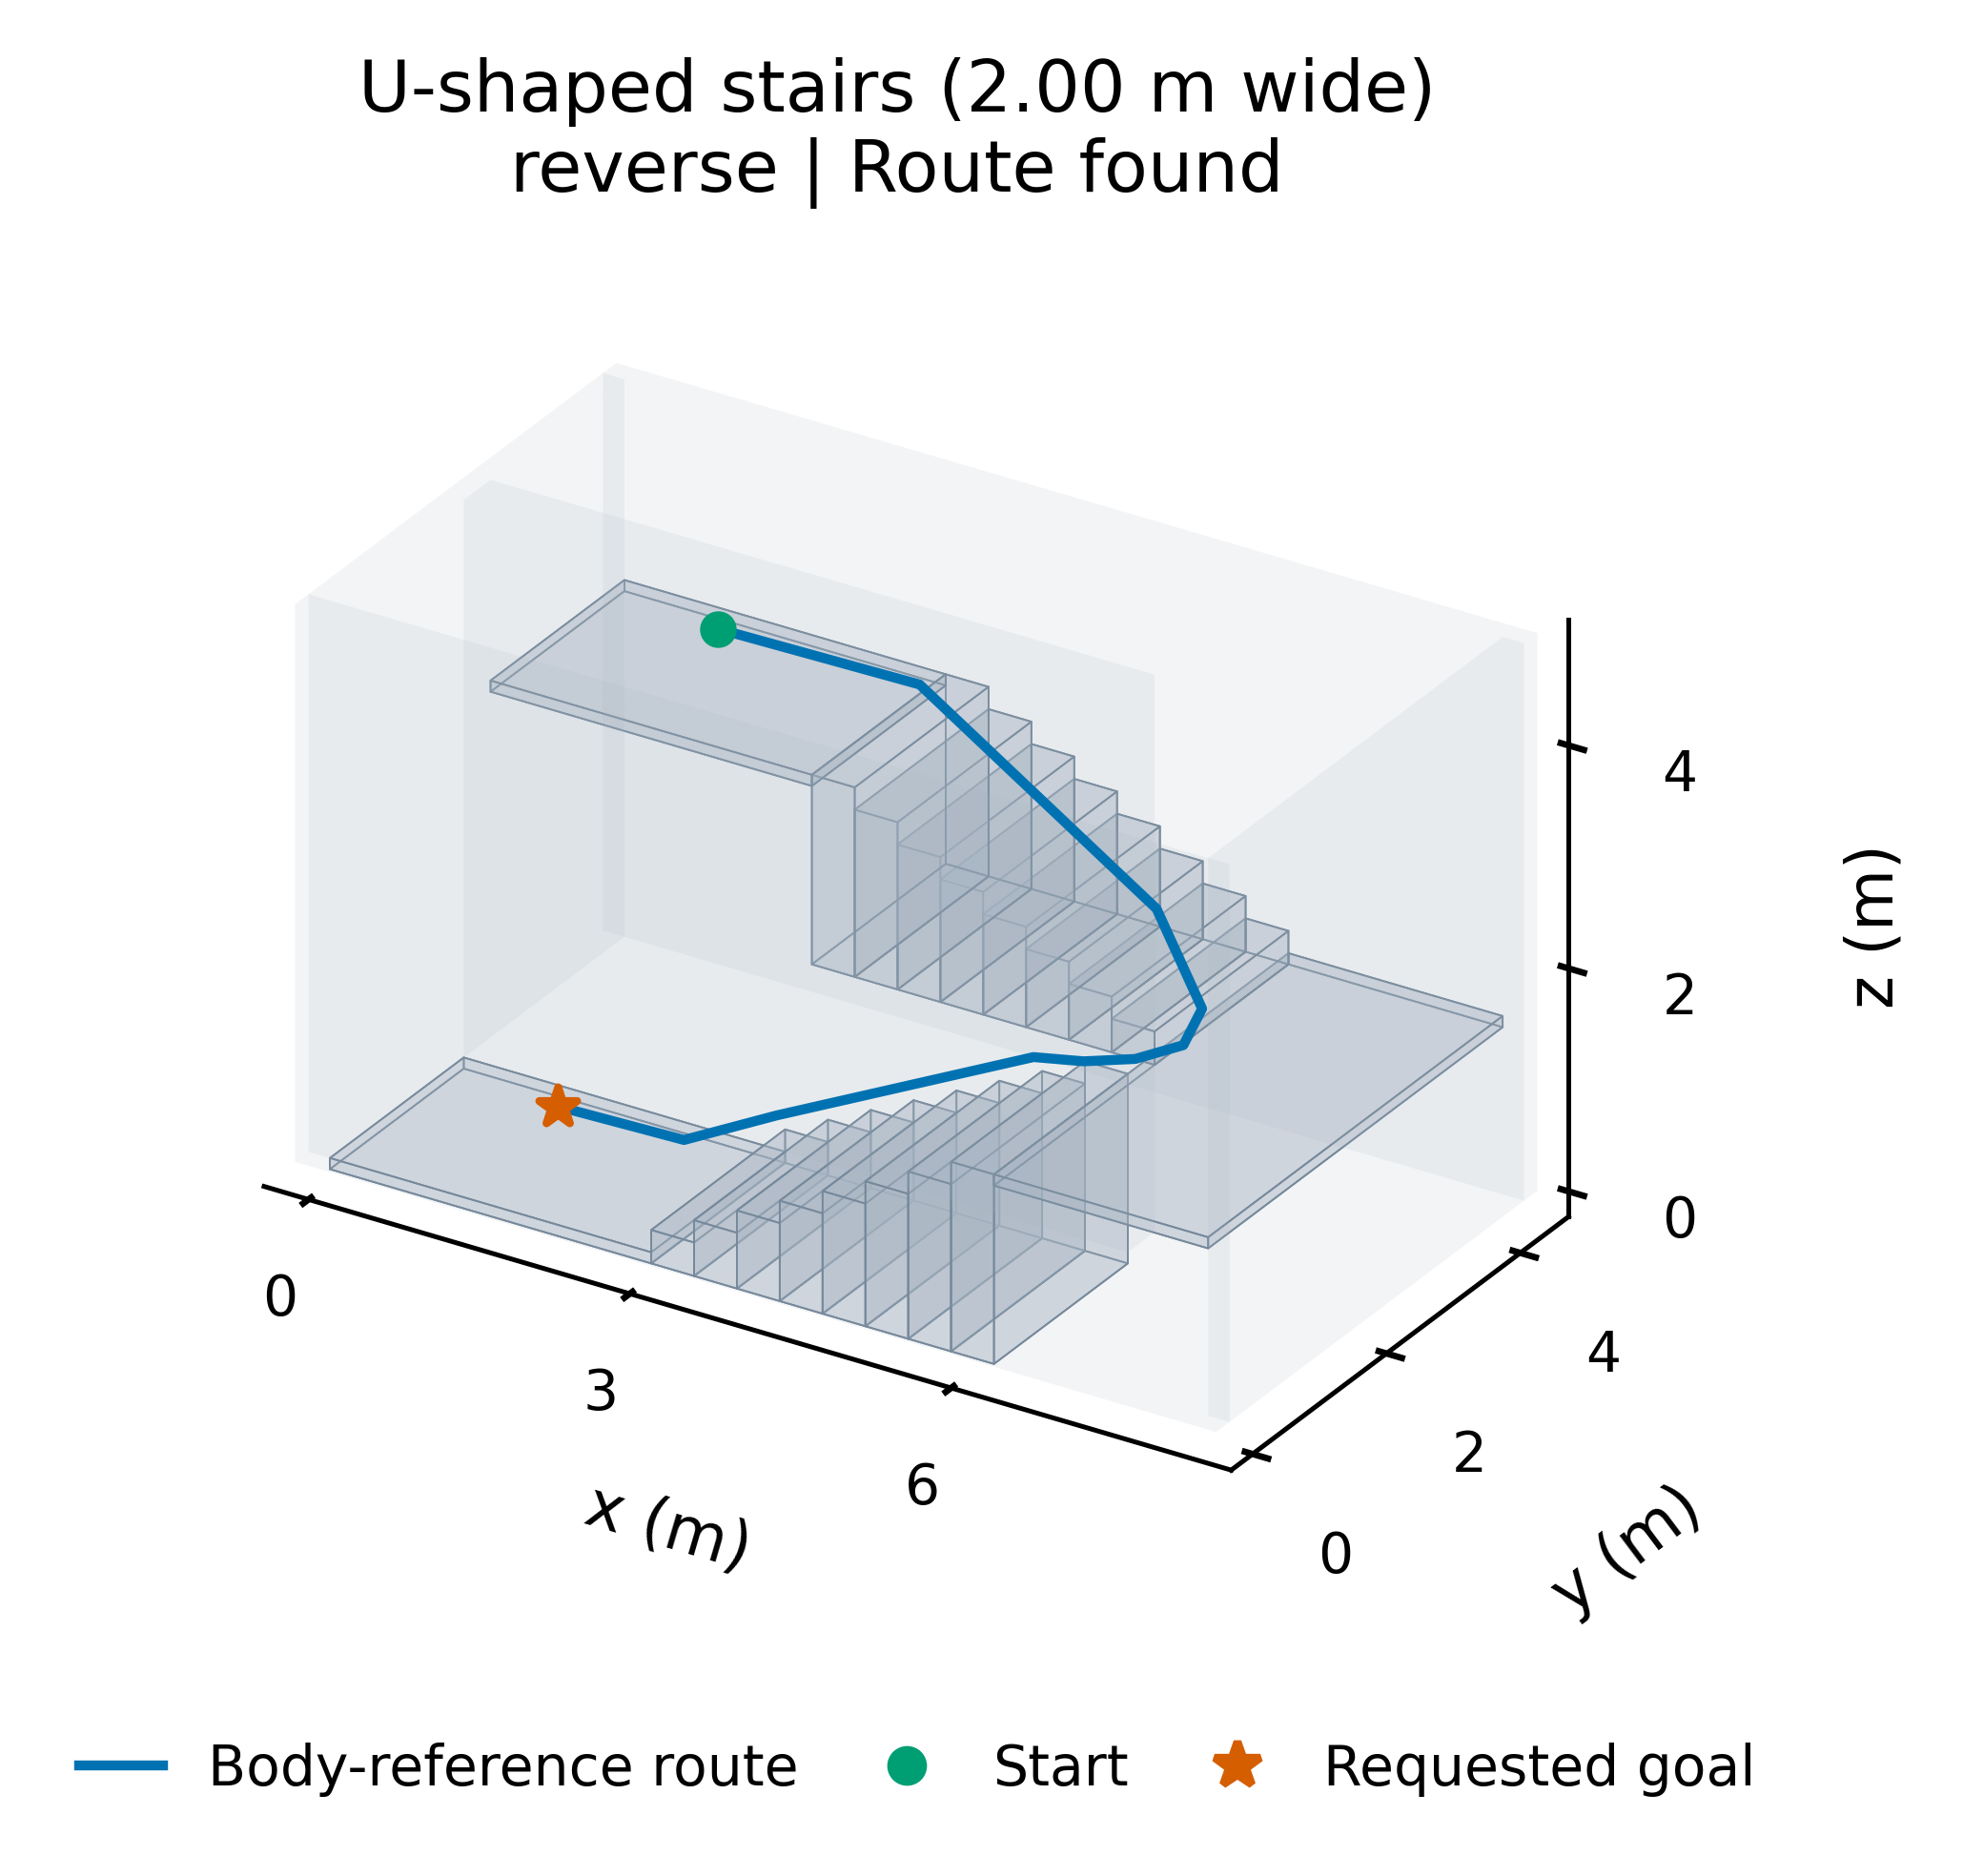 U-shaped stairs (2.00 m wide)
reverse | Route found
4
2
0
z (m)
0
3
6
x (m)
0
2
4
y (m)
Body-reference route
Start
Requested goal